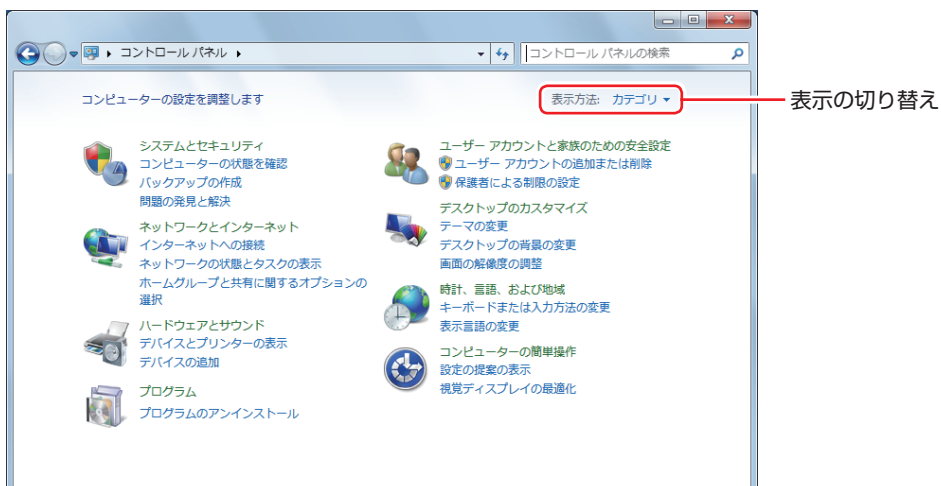 コントロール パネル
コントロール パネルの検索
コンピューターの設定を調整します
表示方法: カテゴリ
表示の切り替え
システムとセキュリティ
コンピューターの状態を確認
バックアップの作成
問題の発見と解決
ネットワークとインターネット
インターネットへの接続
ネットワークの状態とタスクの表示
ホームグループと共有に関するオプションの
選択
ハードウェアとサウンド
デバイスとプリンターの表示
デバイスの追加
プログラム
プログラムのアンインストール
ユーザー アカウントと家族のための安全設定
ユーザー アカウントの追加または削除
保護者による制限の設定
デスクトップのカスタマイズ
テーマの変更
デスクトップの背景の変更
画面の解像度の調整
時計、言語、および地域
キーボードまたは入力方法の変更
表示言語の変更
コンピューターの簡単操作
設定の提案の表示
視覚ディスプレイの最適化